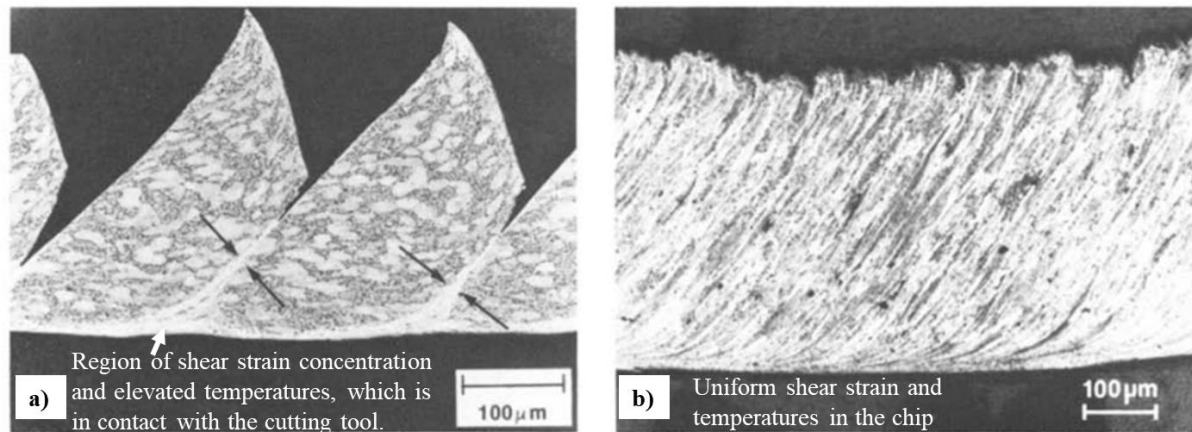 Region of shear strain concentration
and elevated temperatures, which is
in contact with the cutting tool.
a)
100μm
Uniform shear strain and
temperatures in the chip
b)
100μm